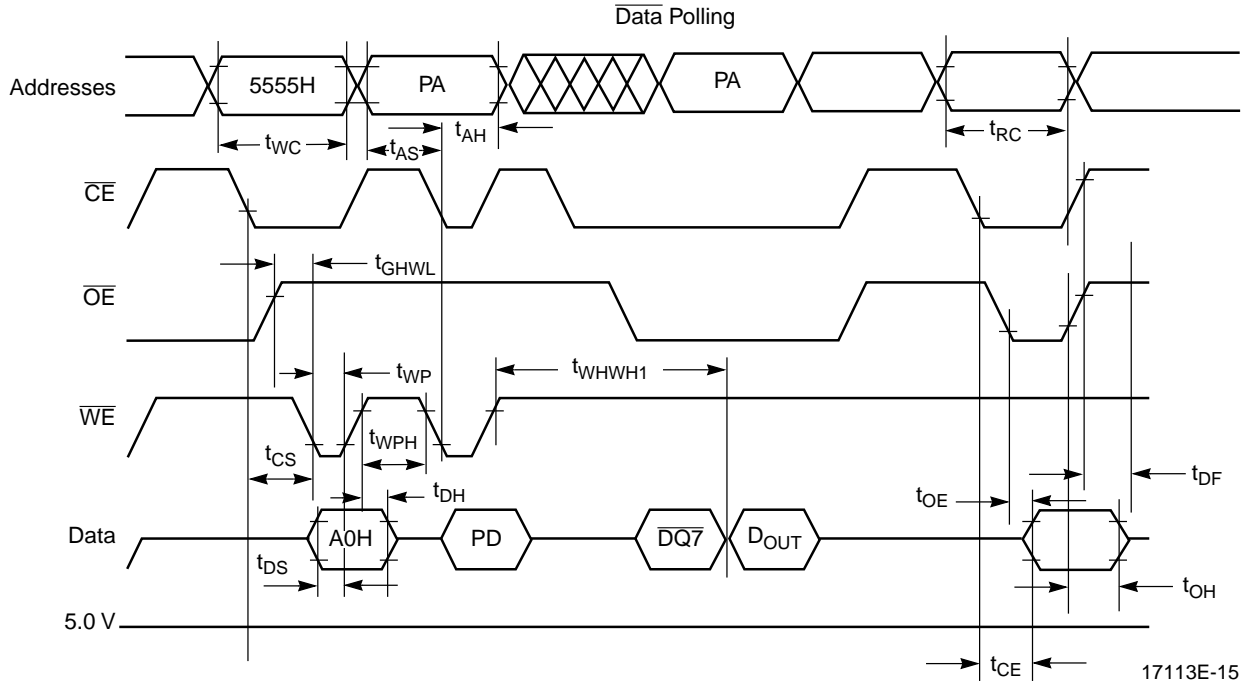 Data Polling
Addresses
5555H
PA
PA
tWC
tAS
tAH
tRC
CE
tGHWL
OE
tWP
tWHWH1
WE
tCS
tWPH
tDH
tOE
tDF
Data
A0H
PD
DQ7
DOUT
tDS
tOH
5.0 V
tCE
17113E-15